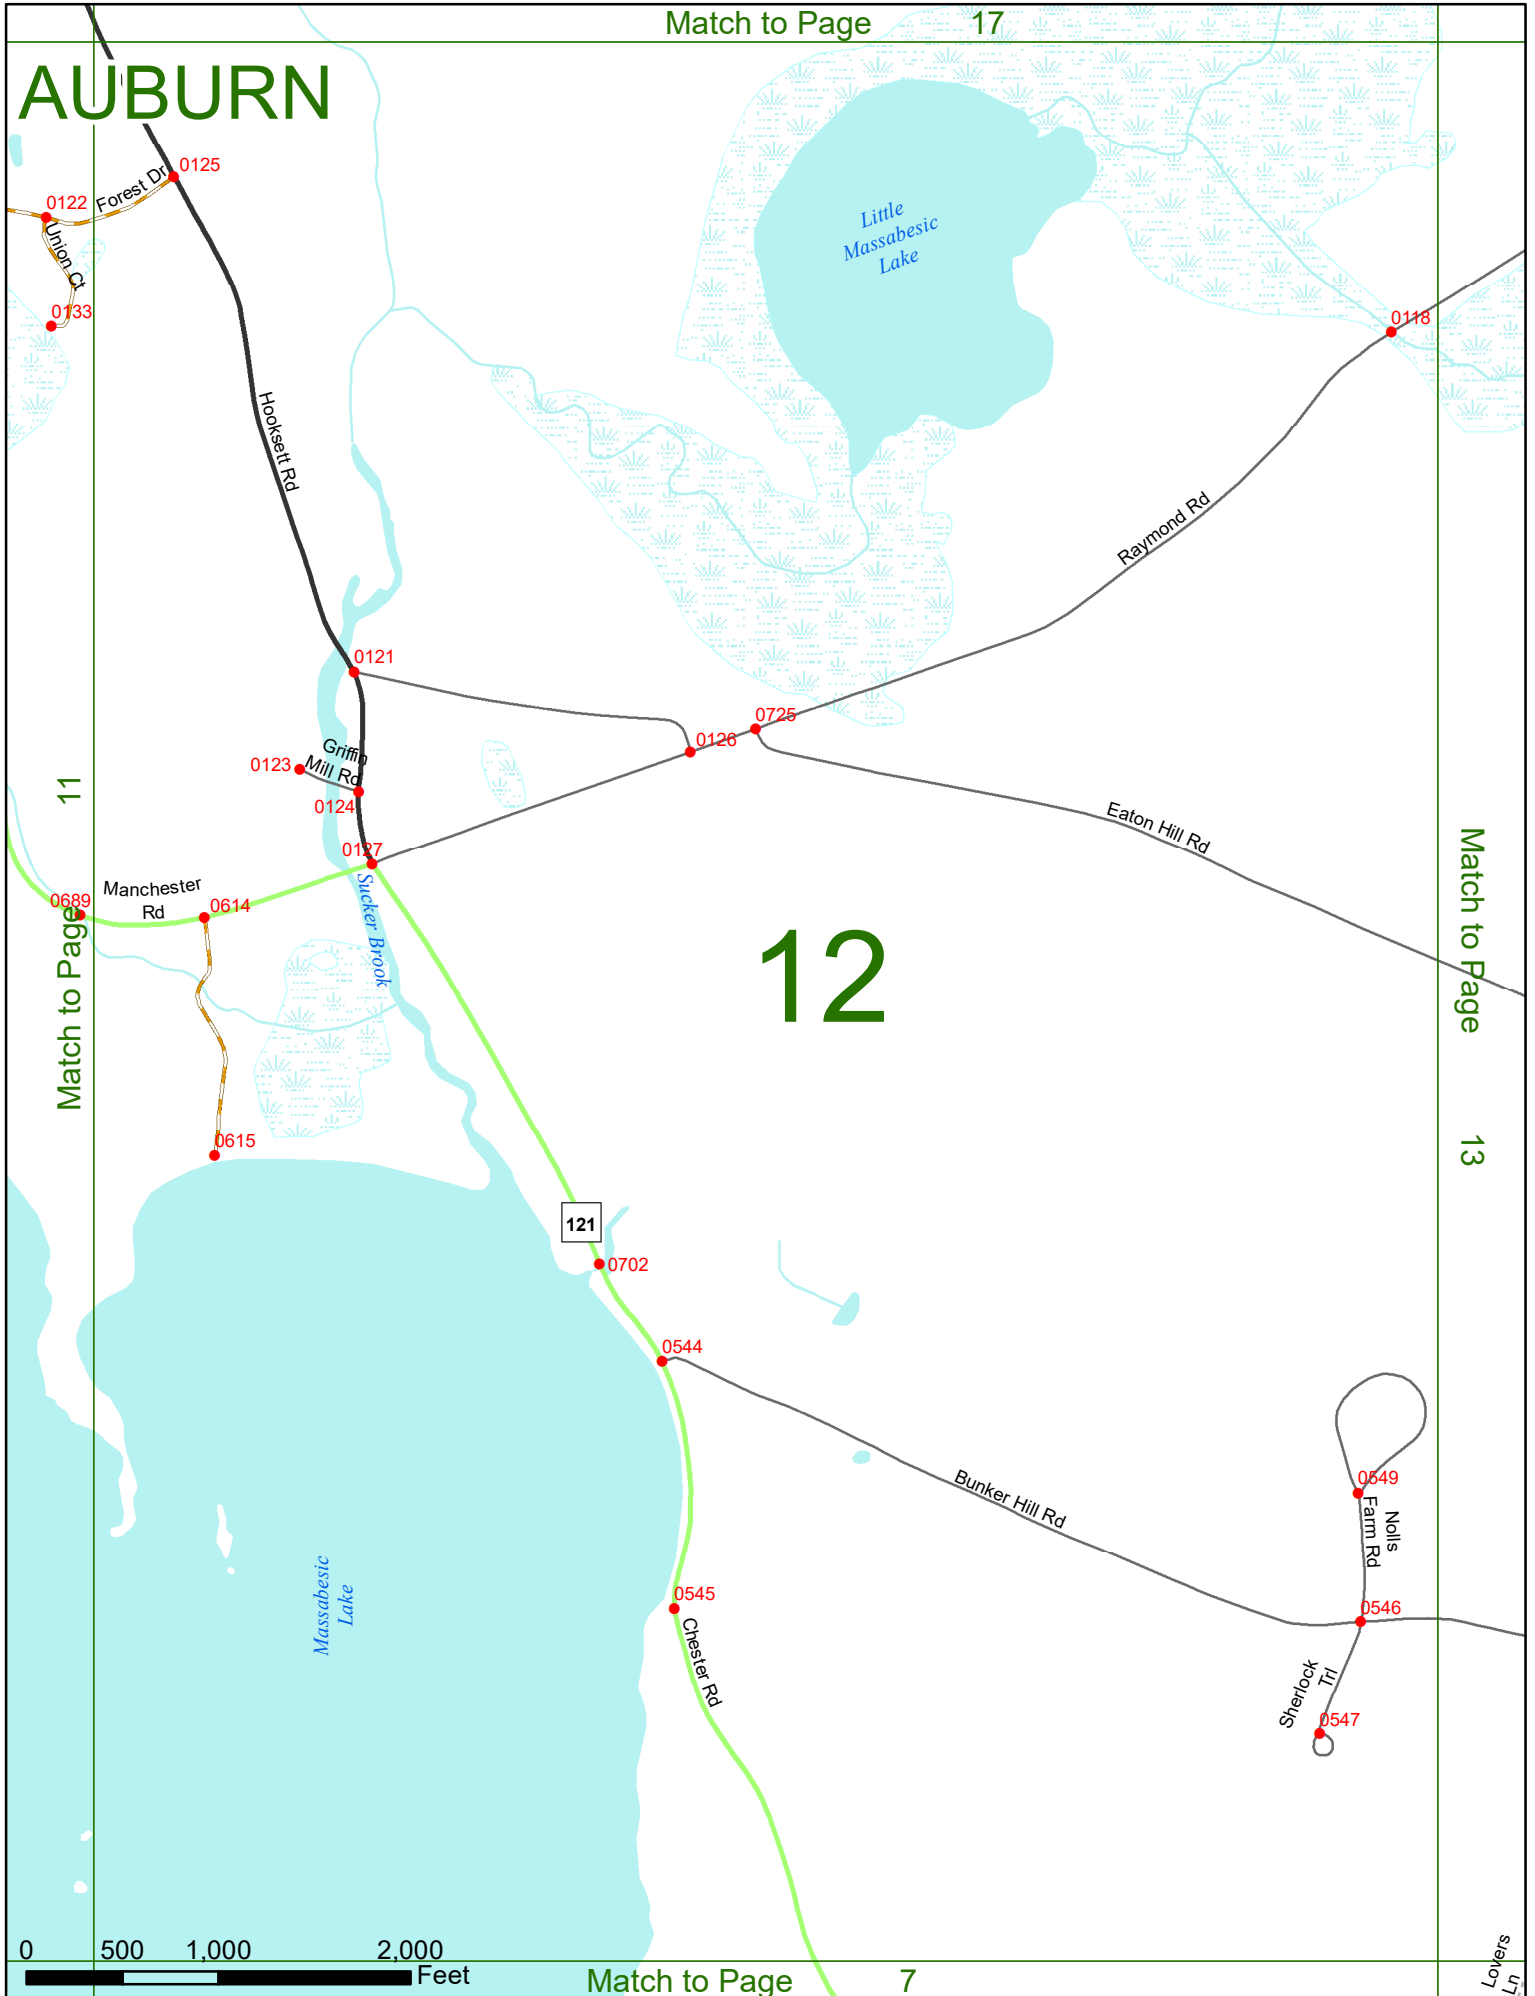 Match to Page 17
AUBURN
0125
Forest Dr
0122
Union Ct
0133
Little
Massabesic
Lake
0118
Hooksett Rd
Raymond Rd
0121
0725
0126
Griffin
Mill Rd
0123
0124
Eaton Hill Rd
0127
Match to Page 11
Manchester
Rd
0689
0614
Sucker Brook
12
Match to Page 13
0615
121
0702
0544
Bunker Hill Rd
0549
Nolls
Farm Rd
Massabesic
Lake
0545
0546
Chester Rd
Sherlock
Trl
0547
0 500 1,000 2,000
Feet
Match to Page 7
Lovers
Ln